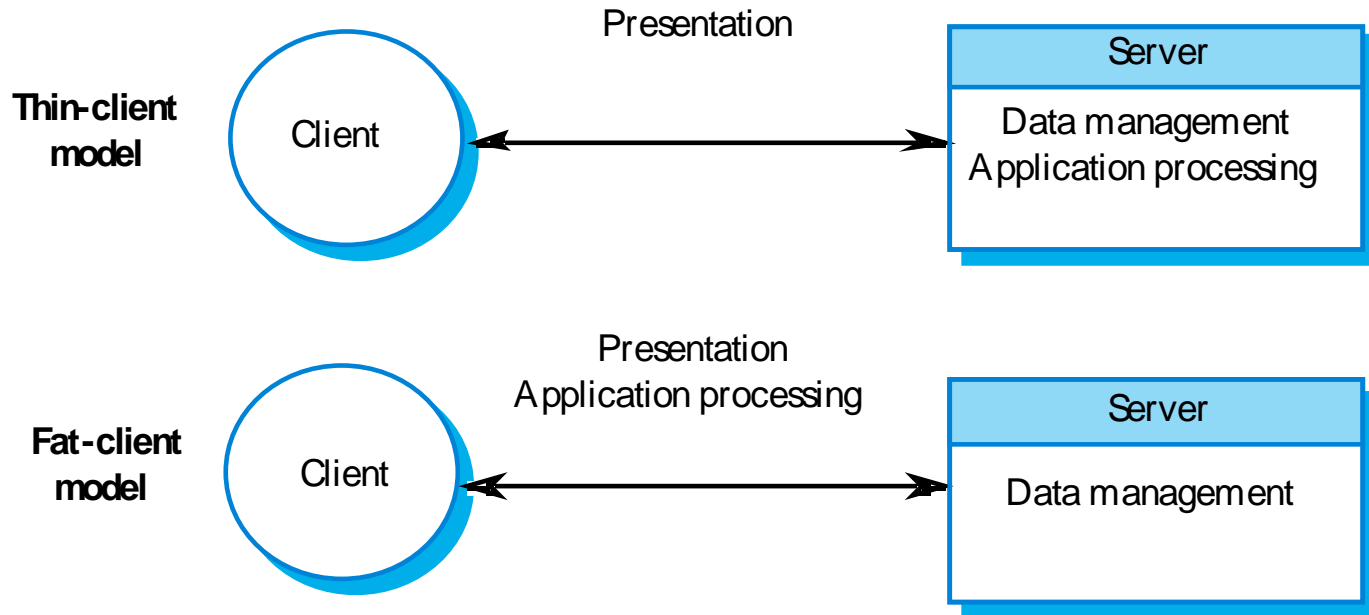 Presentation
Server
Thin-client
model
Client
Data management
Application processing
Presentation
Application processing
Server
Fat-client
model
Client
Data management